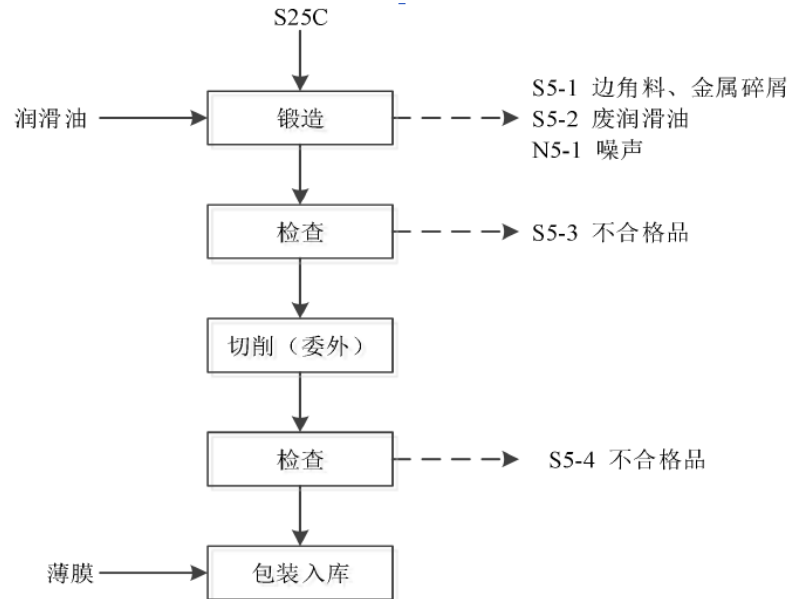 S25C
润滑油
锻造
S5-1 边角料、金属碎屑
S5-2 废润滑油
N5-1 噪声
检查
S5-3 不合格品
切削（委外）
检查
S5-4 不合格品
薄膜
包装入库